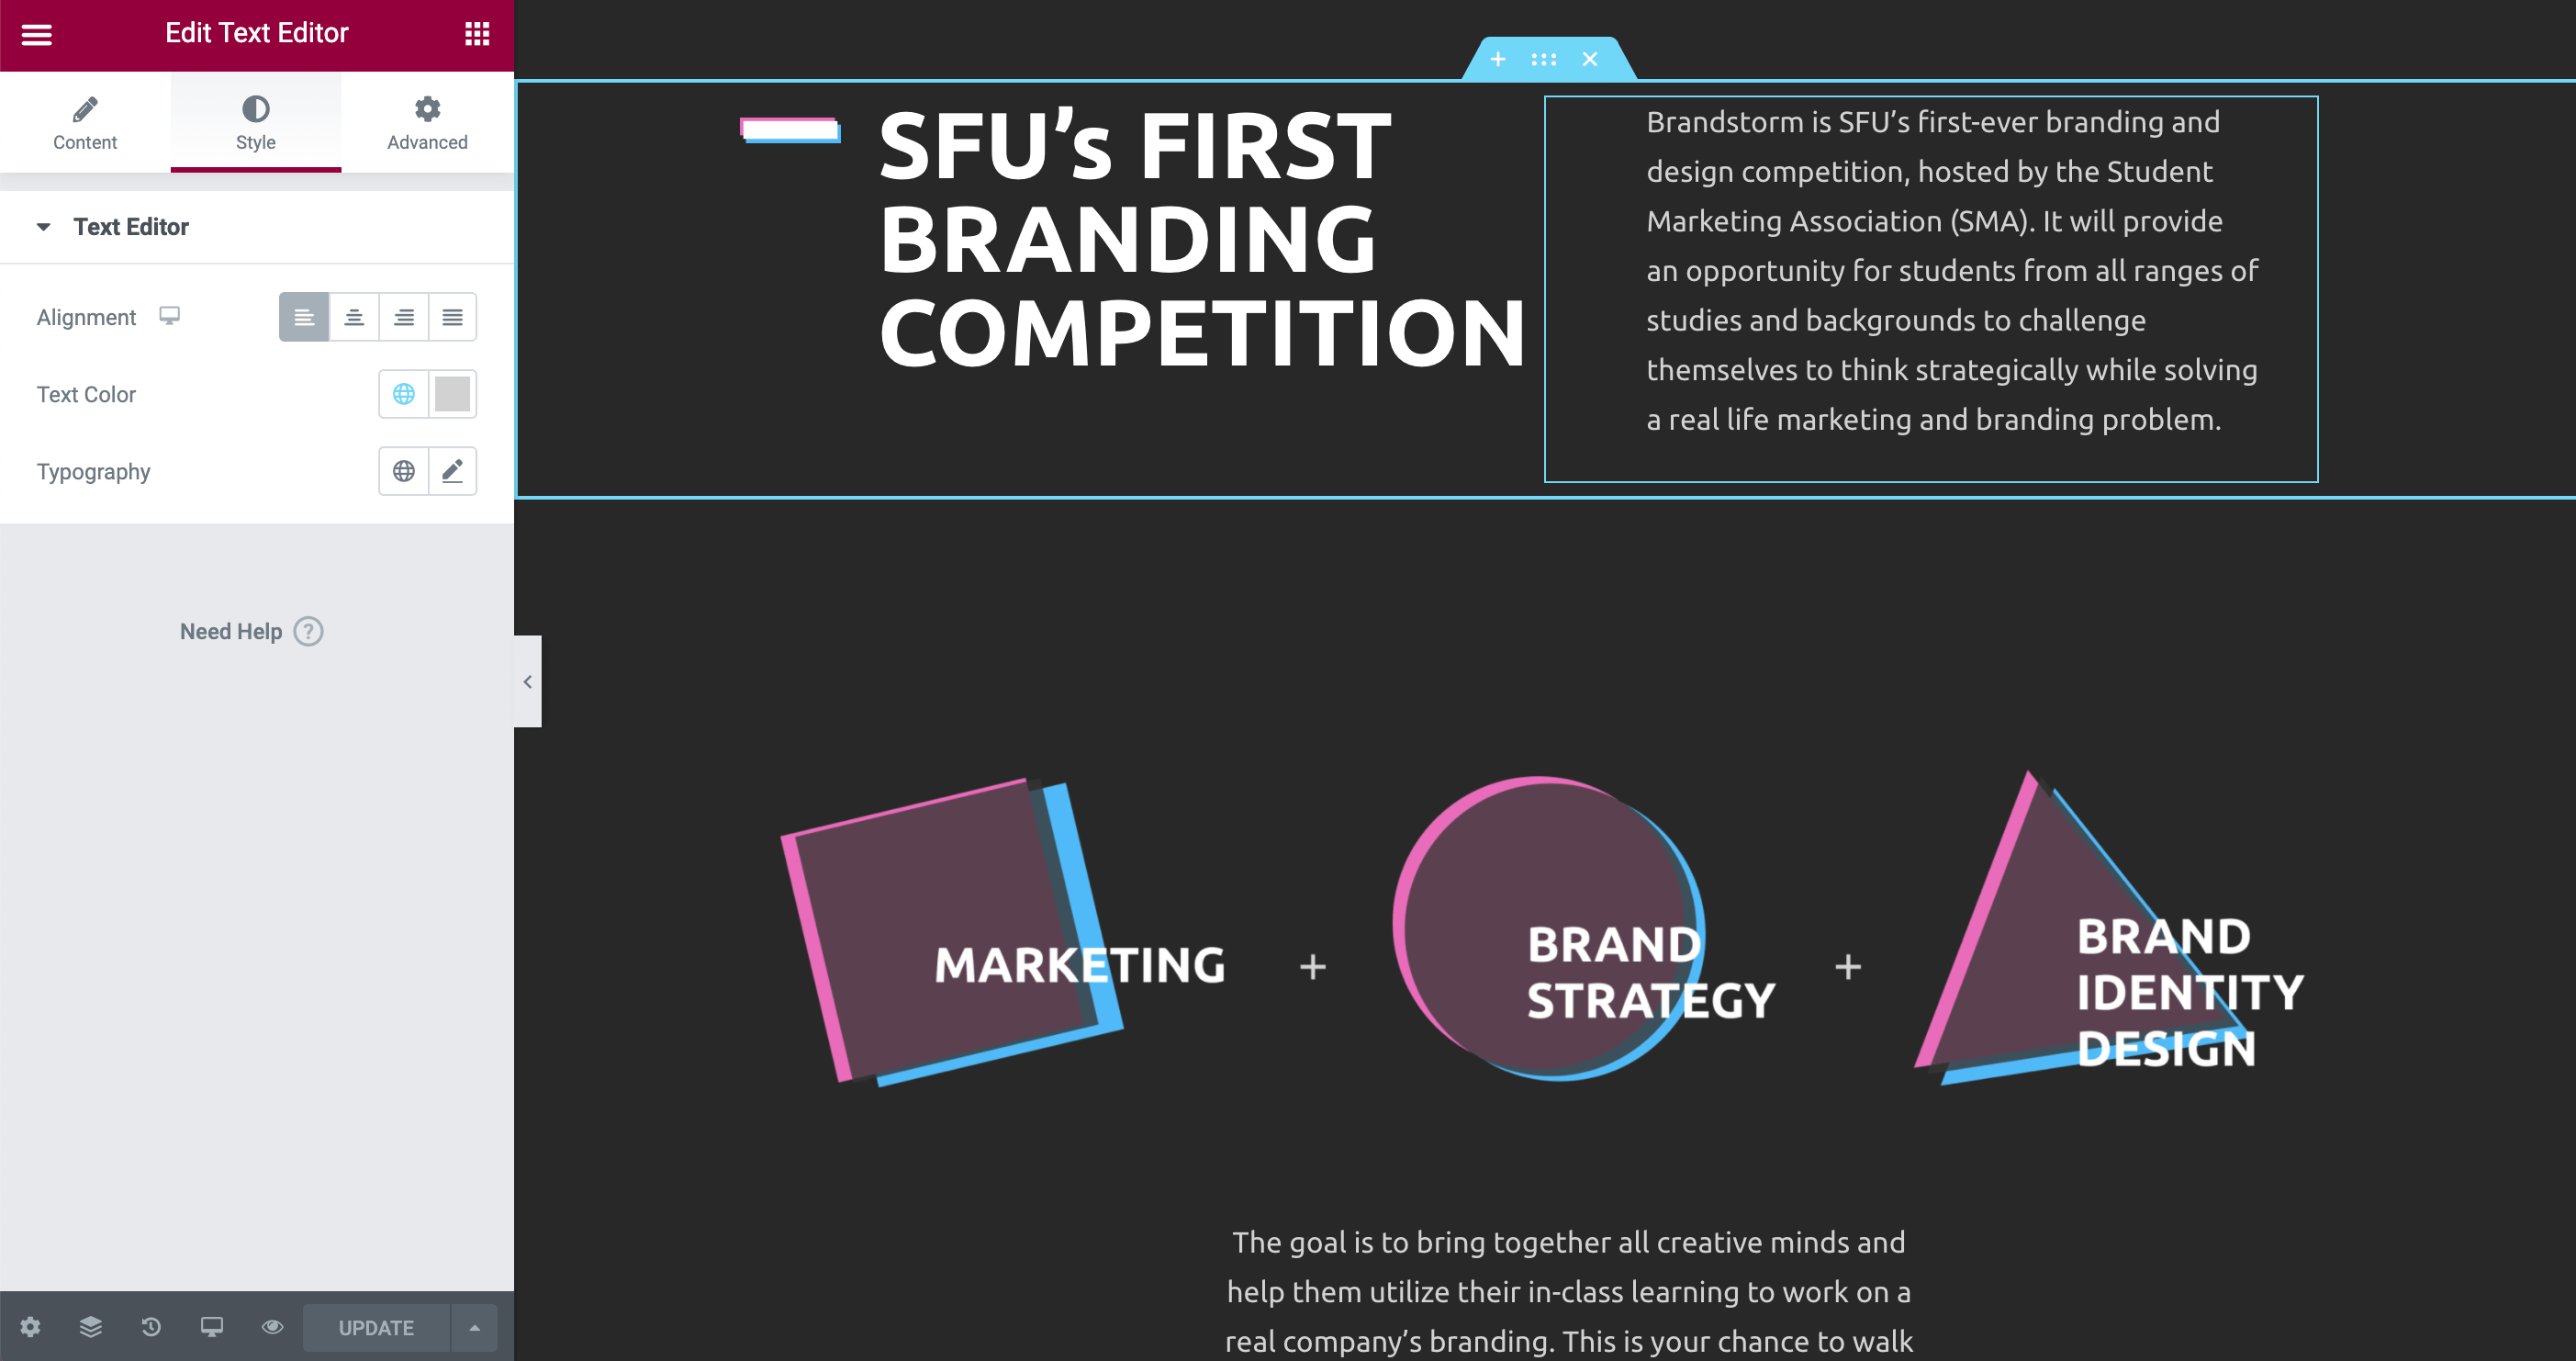 Edit Text Editor
Content
Style
Advanced
Text Editor
Alignment
Text Color
Typography
Need Help ?
UPDATE
SFU’s FIRST
BRANDING
COMPETITION
Brandstorm is SFU’s first-ever branding and
design competition, hosted by the Student
Marketing Association (SMA). It will provide
an opportunity for students from all ranges of
studies and backgrounds to challenge
themselves to think strategically while solving
a real life marketing and branding problem.
MARKETING
+
BRAND
STRATEGY
+
BRAND
IDENTITY
DESIGN
The goal is to bring together all creative minds and
help them utilize their in-class learning to work on a
real company’s branding. This is your chance to walk